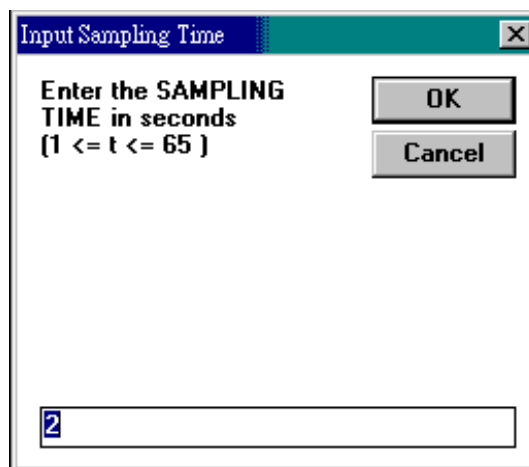 Input Sampling Time
Enter the SAMPLING
TIME in seconds
(1 <= t <= 65 )
OK
Cancel
2